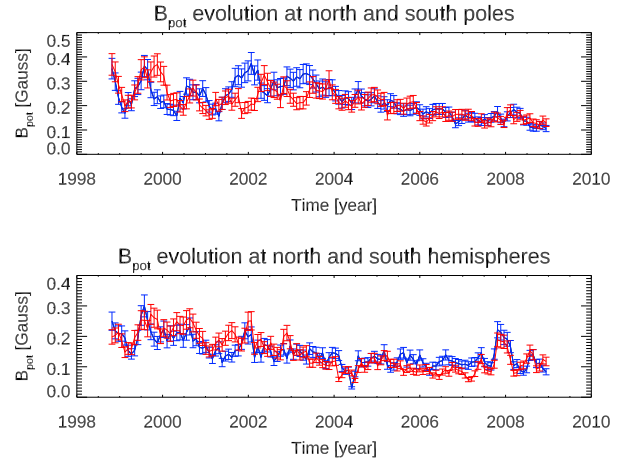 Bpot evolution at north and south poles
0.5
0.4
0.3
0.2
0.1
0.0
Bpot [Gauss]
1998 2000 2002 2004 2006 2008 2010
Time [year]
Bpot evolution at north and south hemispheres
0.4
0.3
0.2
0.1
0.0
Bpot [Gauss]
1998 2000 2002 2004 2006 2008 2010
Time [year]